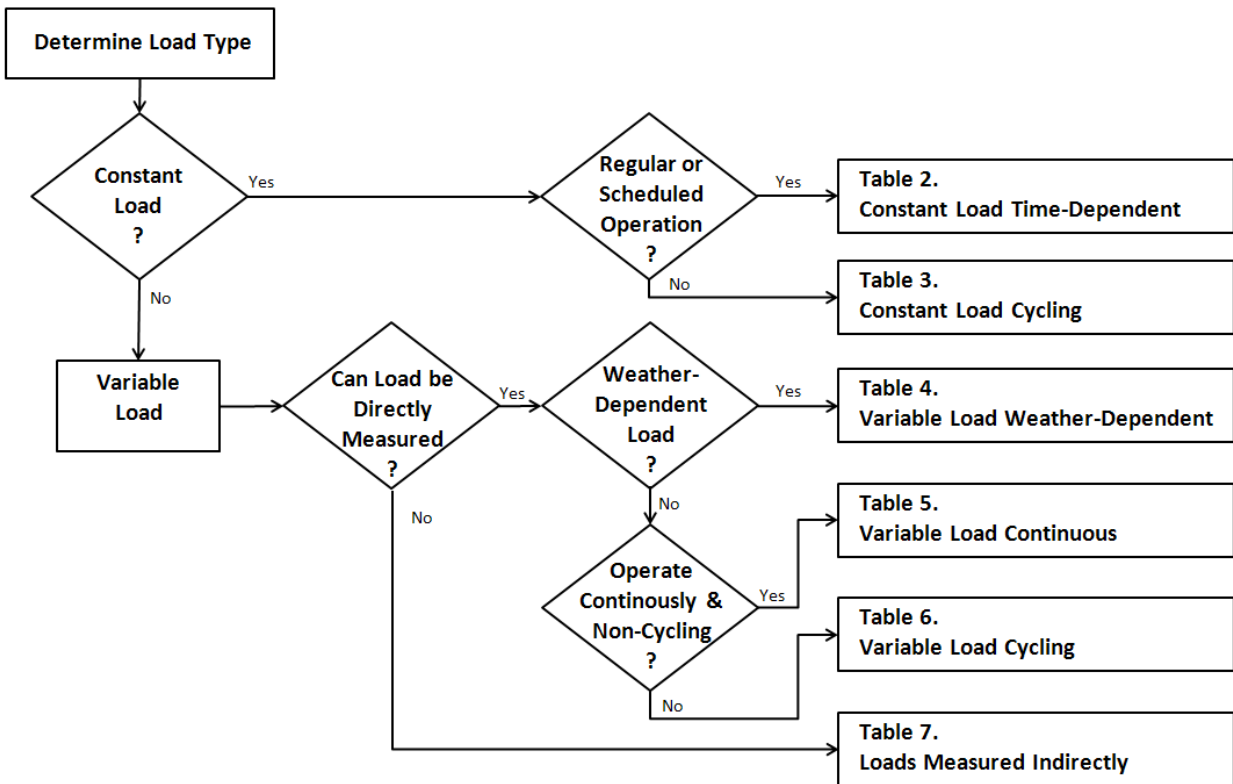 Determine Load Type
Constant
Load
?
Yes
No
Regular or
Scheduled
Operation
?
Yes
No
Table 2.
Constant Load Time-Dependent
Table 3.
Constant Load Cycling
Variable
Load
Can Load be
Directly
Measured
?
Yes
No
Weather-
Dependent
Load
?
Yes
No
Table 4.
Variable Load Weather-Dependent
Operate
Continously &
Non-Cycling
?
Yes
No
Table 5.
Variable Load Continuous
Table 6.
Variable Load Cycling
Table 7.
Loads Measured Indirectly